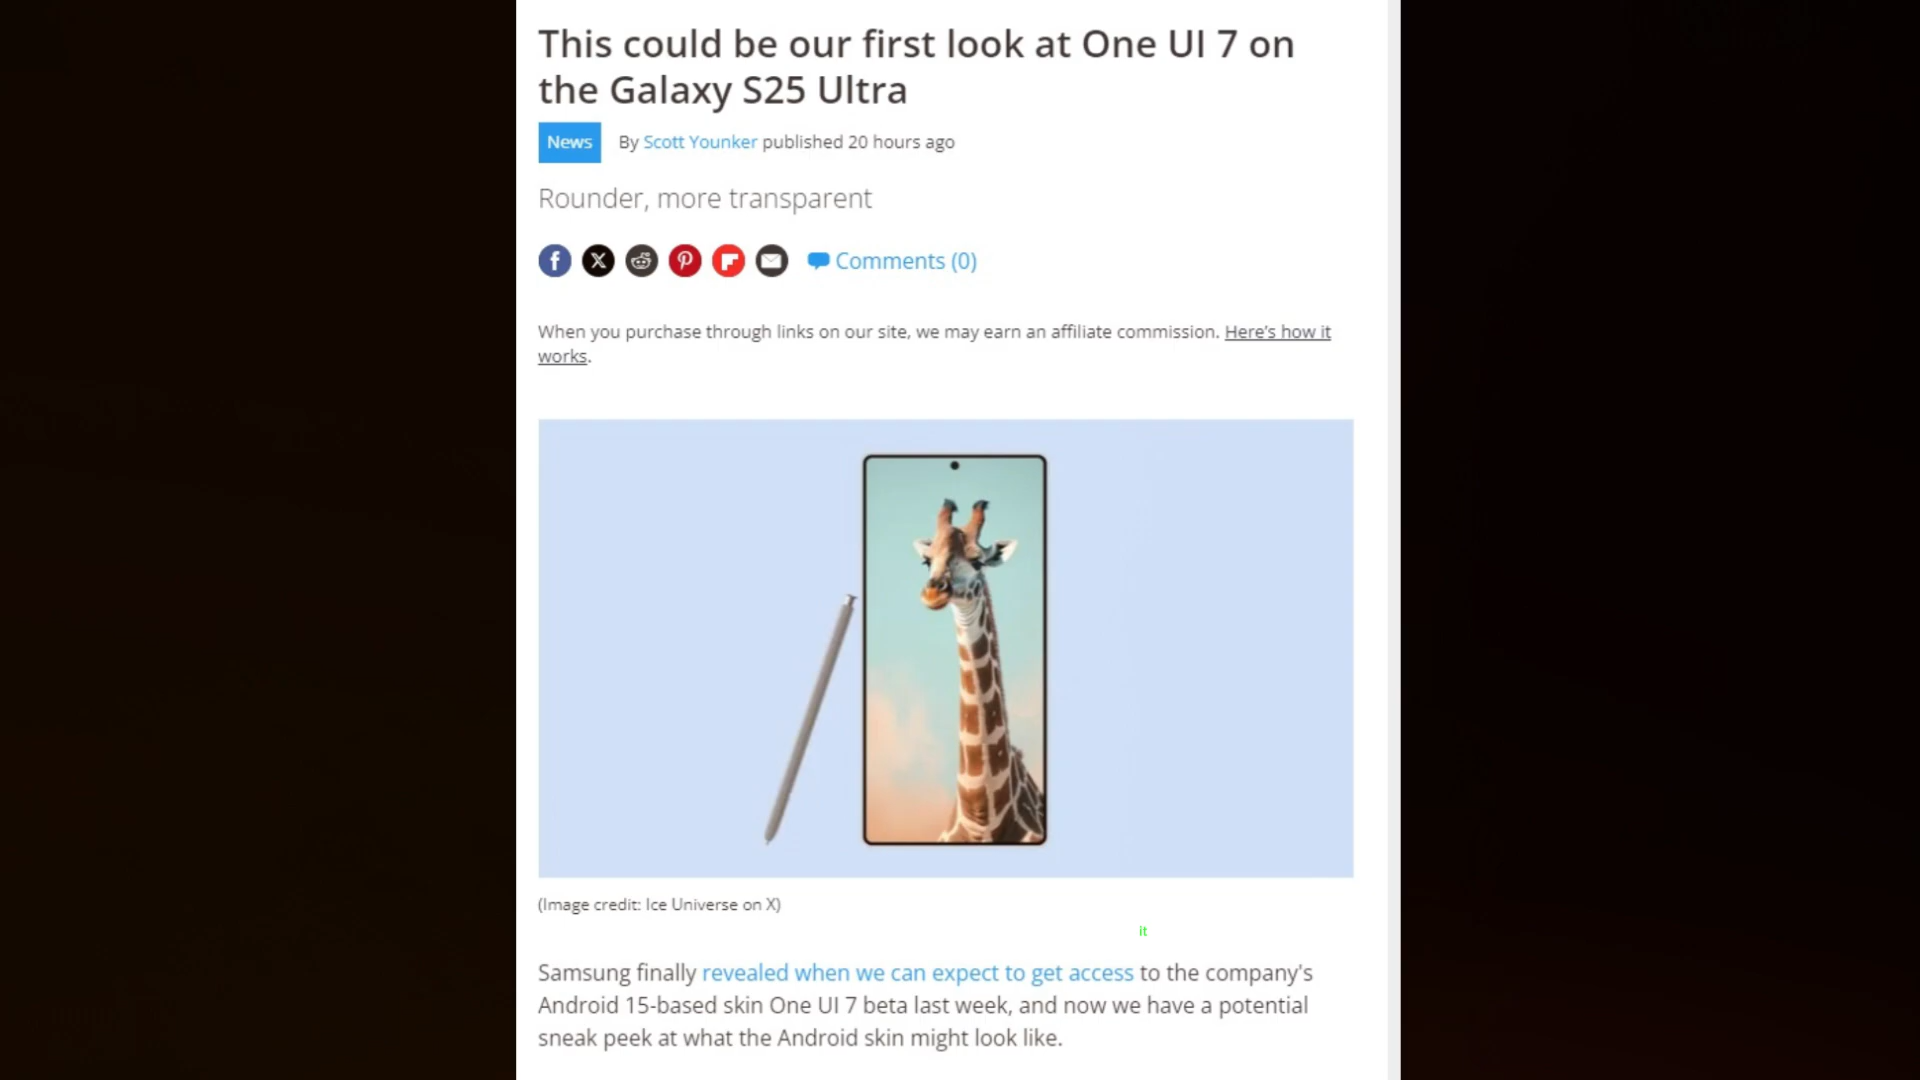 This could be our first look at One UI 7 on
the Galaxy S25 Ultra
News By Scott Younker published 20 hours ago
Rounder, more transparent
Comments (0)
When you purchase through links on our site, we may earn an affiliate commission. Here's how it
works.
(Image credit: Ice Universe on X)
it
Samsung finally revealed when we can expect to get access to the company's
Android 15-based skin One UI 7 beta last week, and now we have a potential
sneak peek at what the Android skin might look like.